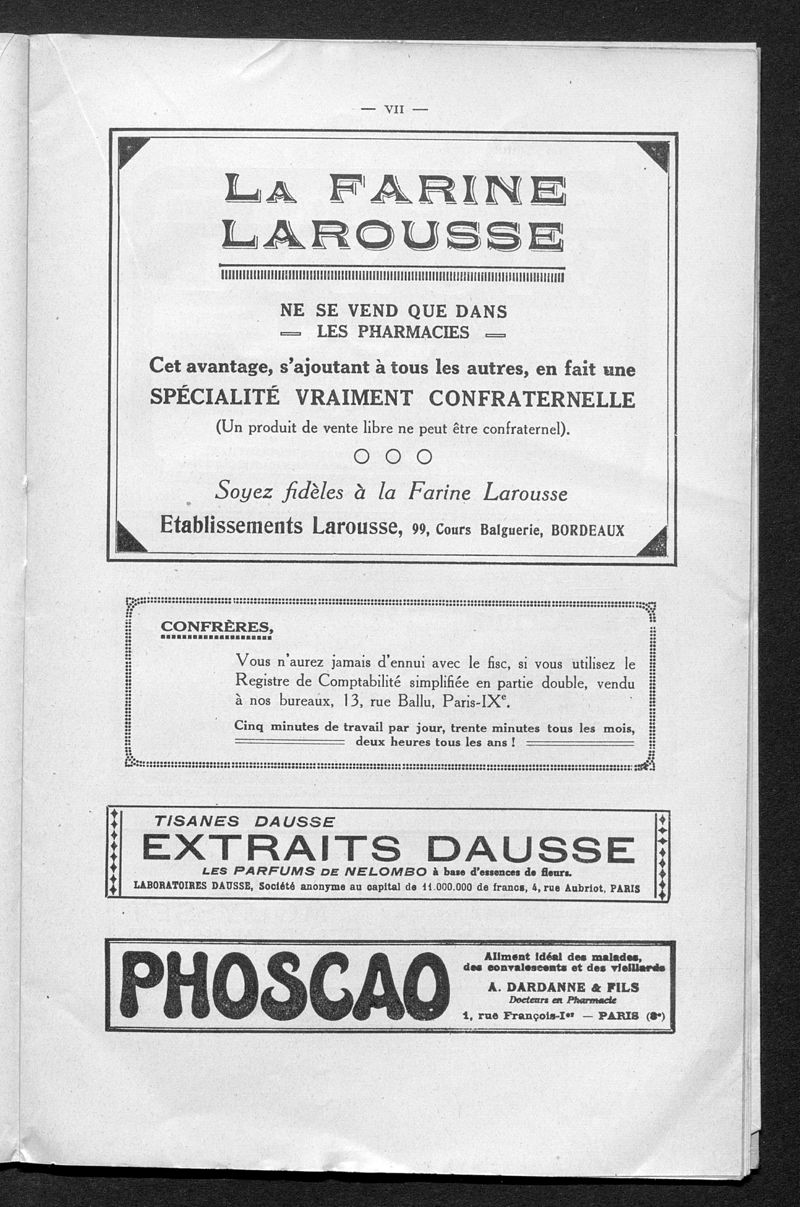 — VII —
LA FARINE
LAROUSSE
NE SE VEND QUE DANS
LES PHARMACIES
Cet avantage, s'ajoutant à tous les autres, en fait une
SPÉCIALITÉ VRAIMENT CONFRATERNELLE
(Un produit de vente libre ne peut être confraternel).
Soyez fidèles à la Farine Larousse
Etablissements Larousse, 99, Cours Balguerie, BORDEAUX
CONFRÈRES,
Vous n'aurez jamais d'ennui avec le fisc, si vous utilisez le
Registre de Comptabilité simplifiée en partie double, vendu
à nos bureaux, 13, rue Ballu, Paris-IXe.
Cinq minutes de travail par jour, trente minutes tous les mois,
deux heures tous les ans !
TISANES DAUSSE
EXTRAITS DAUSSE
LES PARFUMS DE NELOMBO à base d'essences de fleurs.
LABORATOIRES DAUSSE, Société anonyme au capital de 11.000.000 de francs, 4, rue Aubriot, PARIS
PHOSCAO
Aliment idéal des malades,
des convalescents et des vieillards
A. DARDANNE & FILS
Docteurs en Pharmacie
1, rue François-Ier — PARIS (8e)